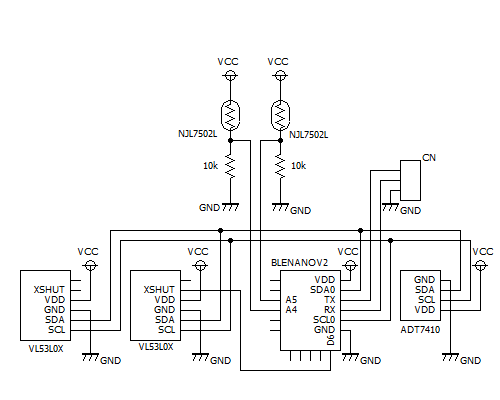 VCC VCC
NJL7502L NJL7502L
10k 10k
CN
GND GND GND
VCC VCC BLENANOV2 VCC VCC
XSHUT XSHUT VDD GND
VDD VDD A5 SDA0 SDA
GND GND A4 TX SCL
SDA SDA RX VDD
SCL SCL SCL0
GND
D6
VL53L0X VL53L0X ADT7410
GND GND GND GND